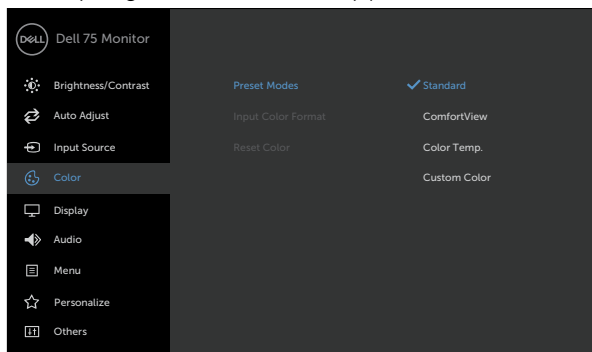 DELL Dell 75 Monitor
Brightness/Contrast Preset Modes Standard
Auto Adjust Input Color Format ComfortView
Input Source Reset Color Color Temp.
Color Custom Color
Display
Audio
Menu
Personalize
Others